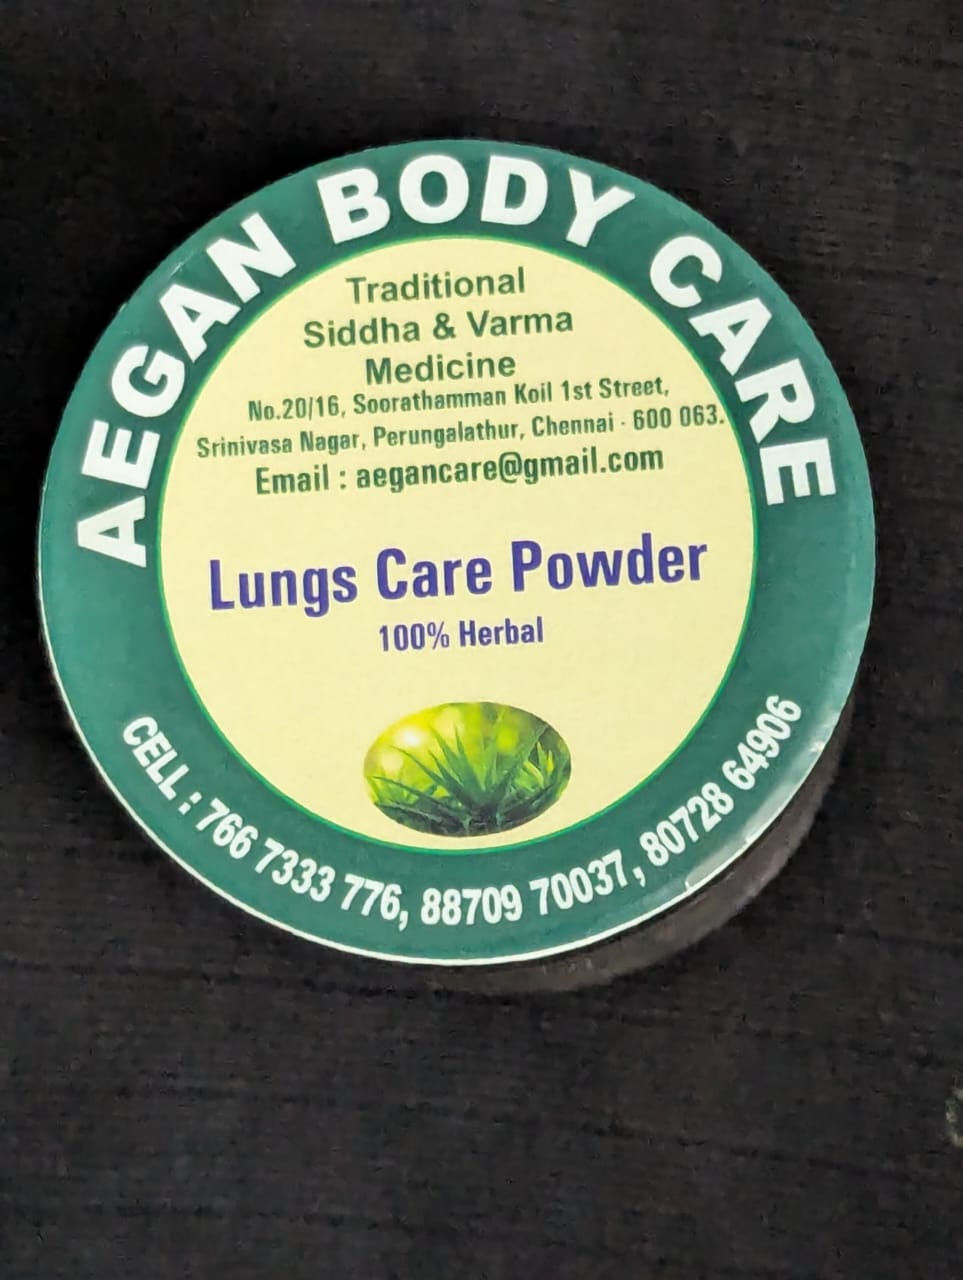 AEGAN BODY CARE
Traditional
Siddha & Varma
Medicine
No.20/16, Soorathamman Koil 1st Street,
Srinivasa Nagar, Perungalathur, Chennai - 600 063.
Email : aegancare@gmail.com
Lungs Care Powder
100% Herbal
CELL : 766 7333 776, 88709 70037, 80728 64906